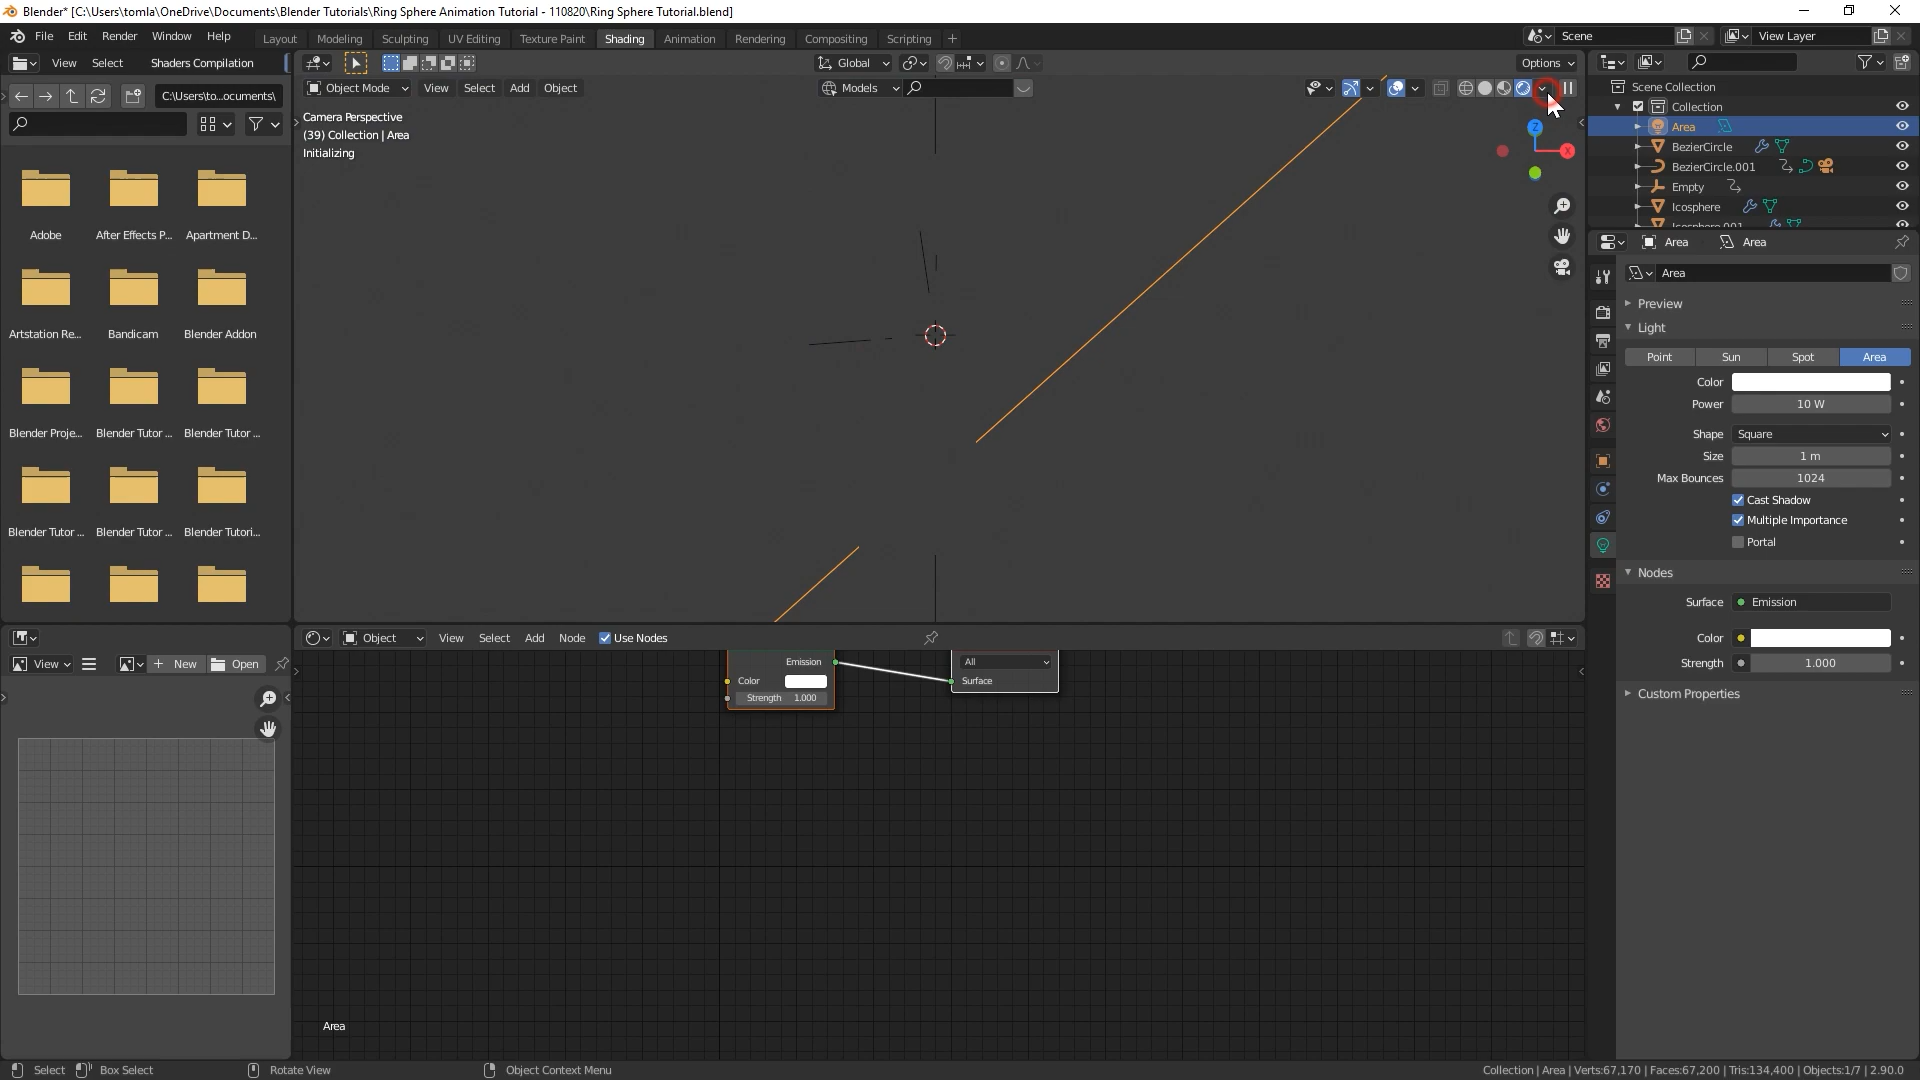 Blender* [C:\Users\tomla\OneDrive\Documents\Blender Tutorials\Ring Sphere Animation Tutorial - 110820\Ring Sphere Tutorial.blend]
File Edit Render Window Help Layout Modeling Sculpting UV Editing Texture Paint Shading Animation Rendering Compositing Scripting + Scene View Layer
View Select Shaders Compilation Global Options
C:\Users\to...ocuments\ Object Mode View Select Add Object Models
Scene Collection
Collection
Area
BezierCircle
BezierCircle.001
Empty
Icosphere
Icosphere.001
Camera Perspective
(39) Collection | Area
Initializing
Z
X
Adobe After Effects P... Apartment D...
Artstation Re... Bandicam Blender Addon
Blender Proje... Blender Tutor ... Blender Tutor ...
Blender Tutor ... Blender Tutor ... Blender Tutori...
Area Area
Area
Preview
Light
Point Sun Spot Area
Color
Power 10 W
Shape Square
Size 1 m
Max Bounces 1024
Cast Shadow
Multiple Importance
Portal
Nodes
Surface Emission
Color
Strength 1.000
Custom Properties
View New Open
Object View Select Add Node Use Nodes
Emission
Color
Strength 1.000
All
Surface
Area
Select Box Select Rotate View Object Context Menu Collection | Area | Verts:67,170 | Faces:67,200 | Tris:134,400 | Objects:1/7 | 2.90.0